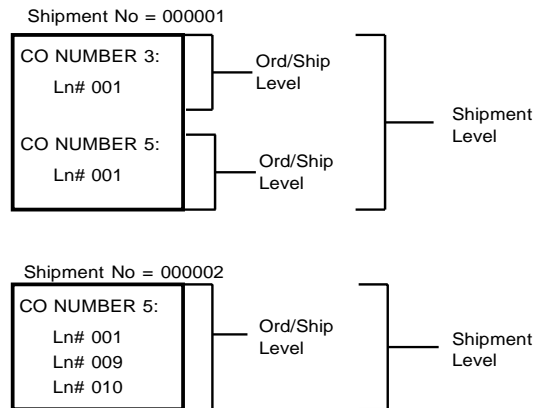 Shipment No = 000001
CO NUMBER 3:
Ln# 001
Ord/Ship
Level
CO NUMBER 5:
Ln# 001
Ord/Ship
Level
Shipment
Level
Shipment No = 000002
CO NUMBER 5:
Ln# 001
Ln# 009
Ln# 010
Ord/Ship
Level
Shipment
Level